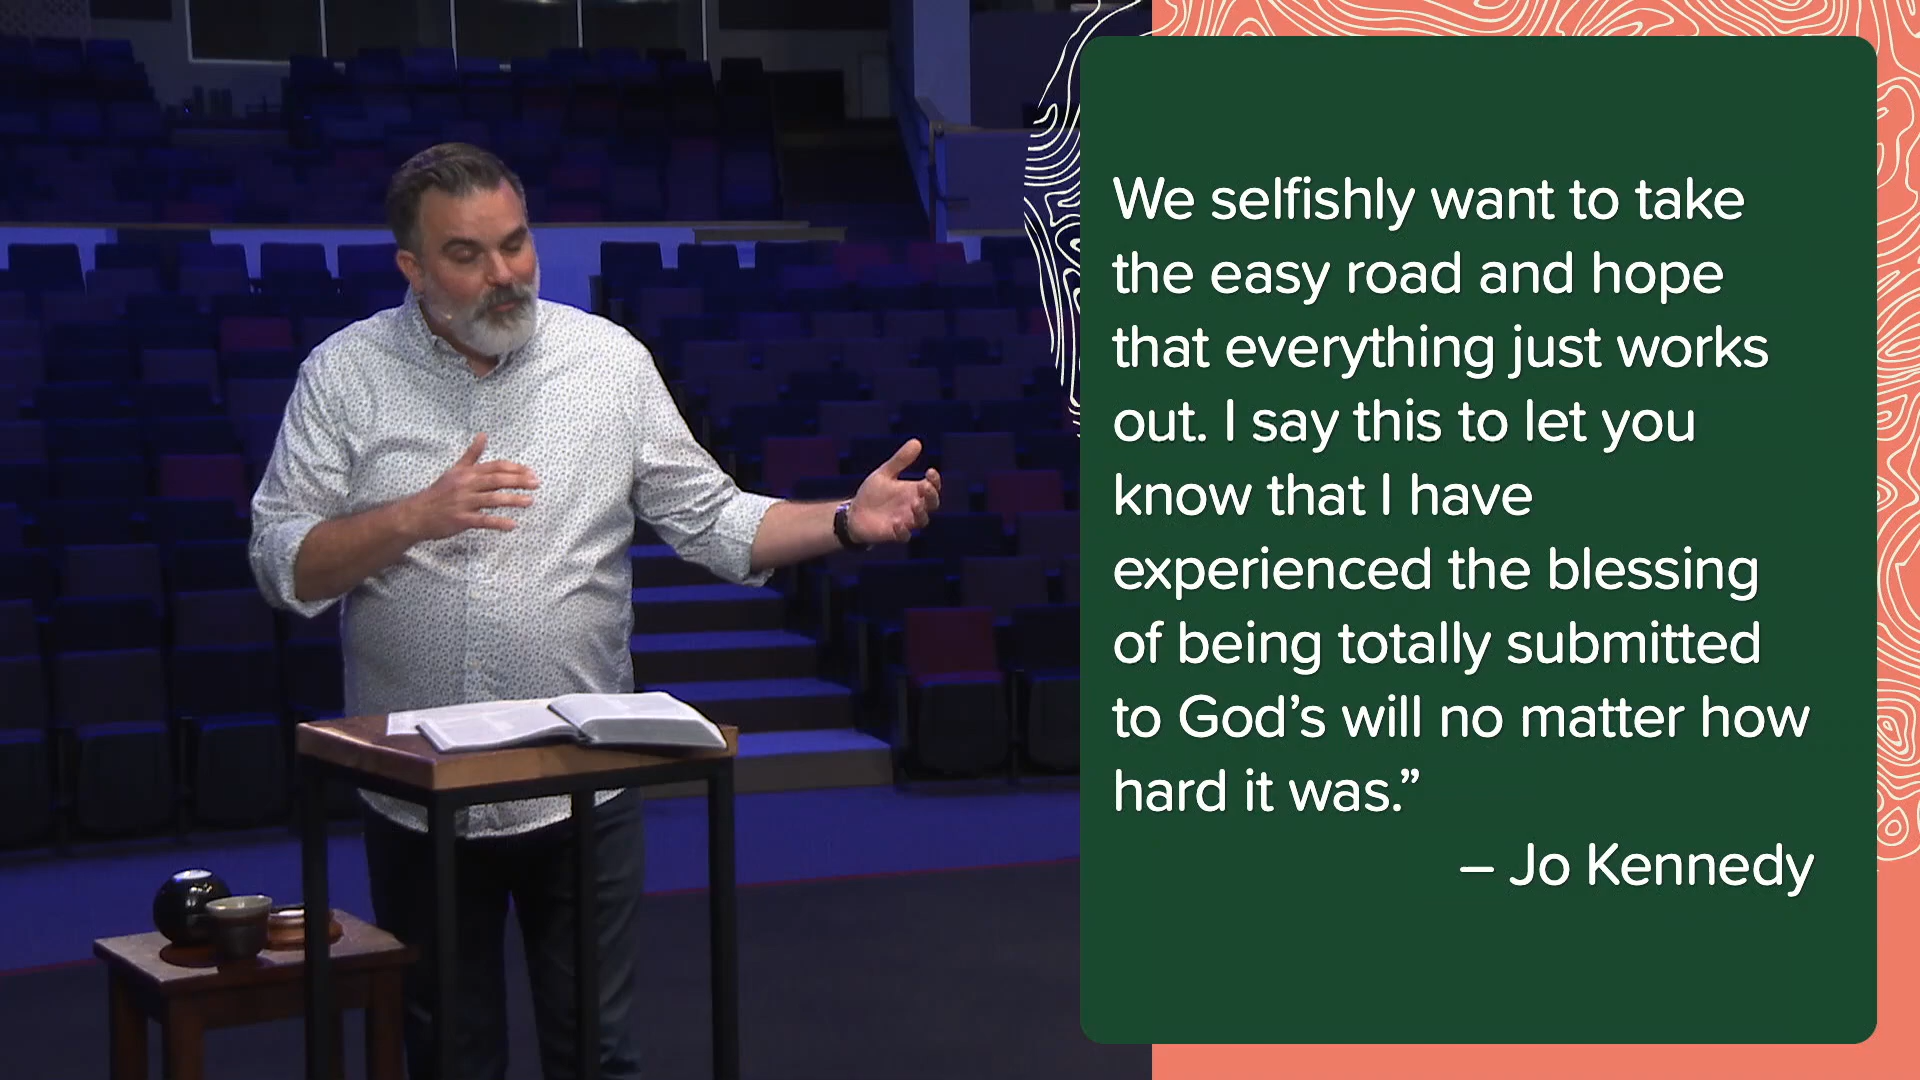 We selfishly want to take
the easy road and hope
that everything just works
out. I say this to let you
know that I have
experienced the blessing
of being totally submitted
to God’s will no matter how
hard it was.”
– Jo Kennedy